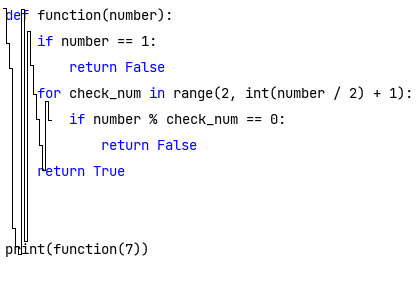 def function(number):
    if number == 1:
        return False
    for check_num in range(2, int(number / 2) + 1):
        if number % check_num == 0:
            return False
    return True
print(function(7))